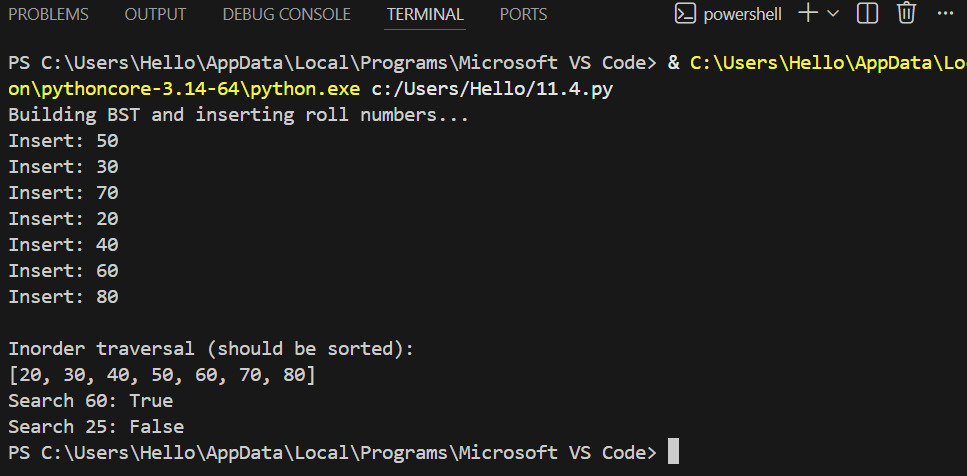 PROBLEMS OUTPUT DEBUG CONSOLE TERMINAL PORTS powershell
PS C:\Users\Hello\AppData\Local\Programs\Microsoft VS Code> & C:\Users\Hello\AppData\Lo
on\pythoncore-3.14-64\python.exe c:/Users/Hello/11.4.py
Building BST and inserting roll numbers...
Insert: 50
Insert: 30
Insert: 70
Insert: 20
Insert: 40
Insert: 60
Insert: 80
Inorder traversal (should be sorted):
[20, 30, 40, 50, 60, 70, 80]
Search 60: True
Search 25: False
PS C:\Users\Hello\AppData\Local\Programs\Microsoft VS Code>